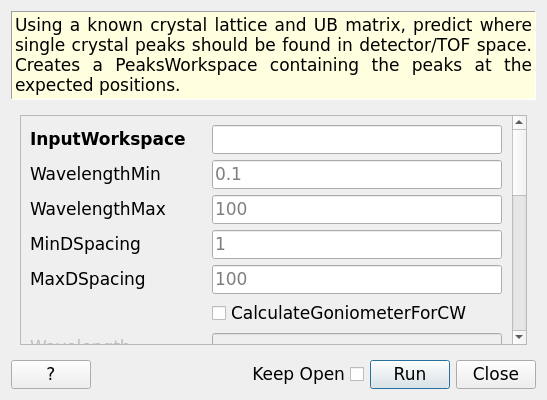 Using a known crystal lattice and UB matrix, predict where
single crystal peaks should be found in detector/TOF space.
Creates a PeaksWorkspace containing the peaks at the
expected positions.
InputWorkspace
WavelengthMin 0.1
WavelengthMax 100
MinDSpacing 1
MaxDSpacing 100
CalculateGoniometerForCW
Wavelength
? Keep Open Run Close